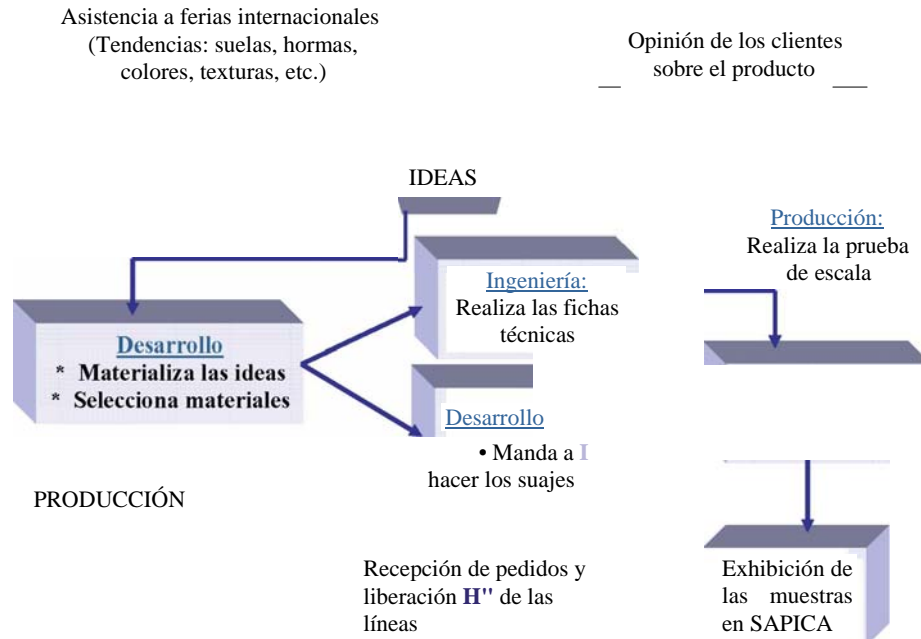 Asistencia a ferias internacionales
(Tendencias: suelas, hormas,
colores, texturas, etc.)
Opinión de los clientes
sobre el producto
IDEAS
Producción:
Realiza la prueba
de escala
Ingeniería:
Realiza las fichas
técnicas
Desarrollo
* Materializa las ideas
* Selecciona materiales
Desarrollo
• Manda a I
hacer los suajes
PRODUCCIÓN
Recepción de pedidos y
liberación H" de las
líneas
Exhibición de
las muestras
en SAPICA